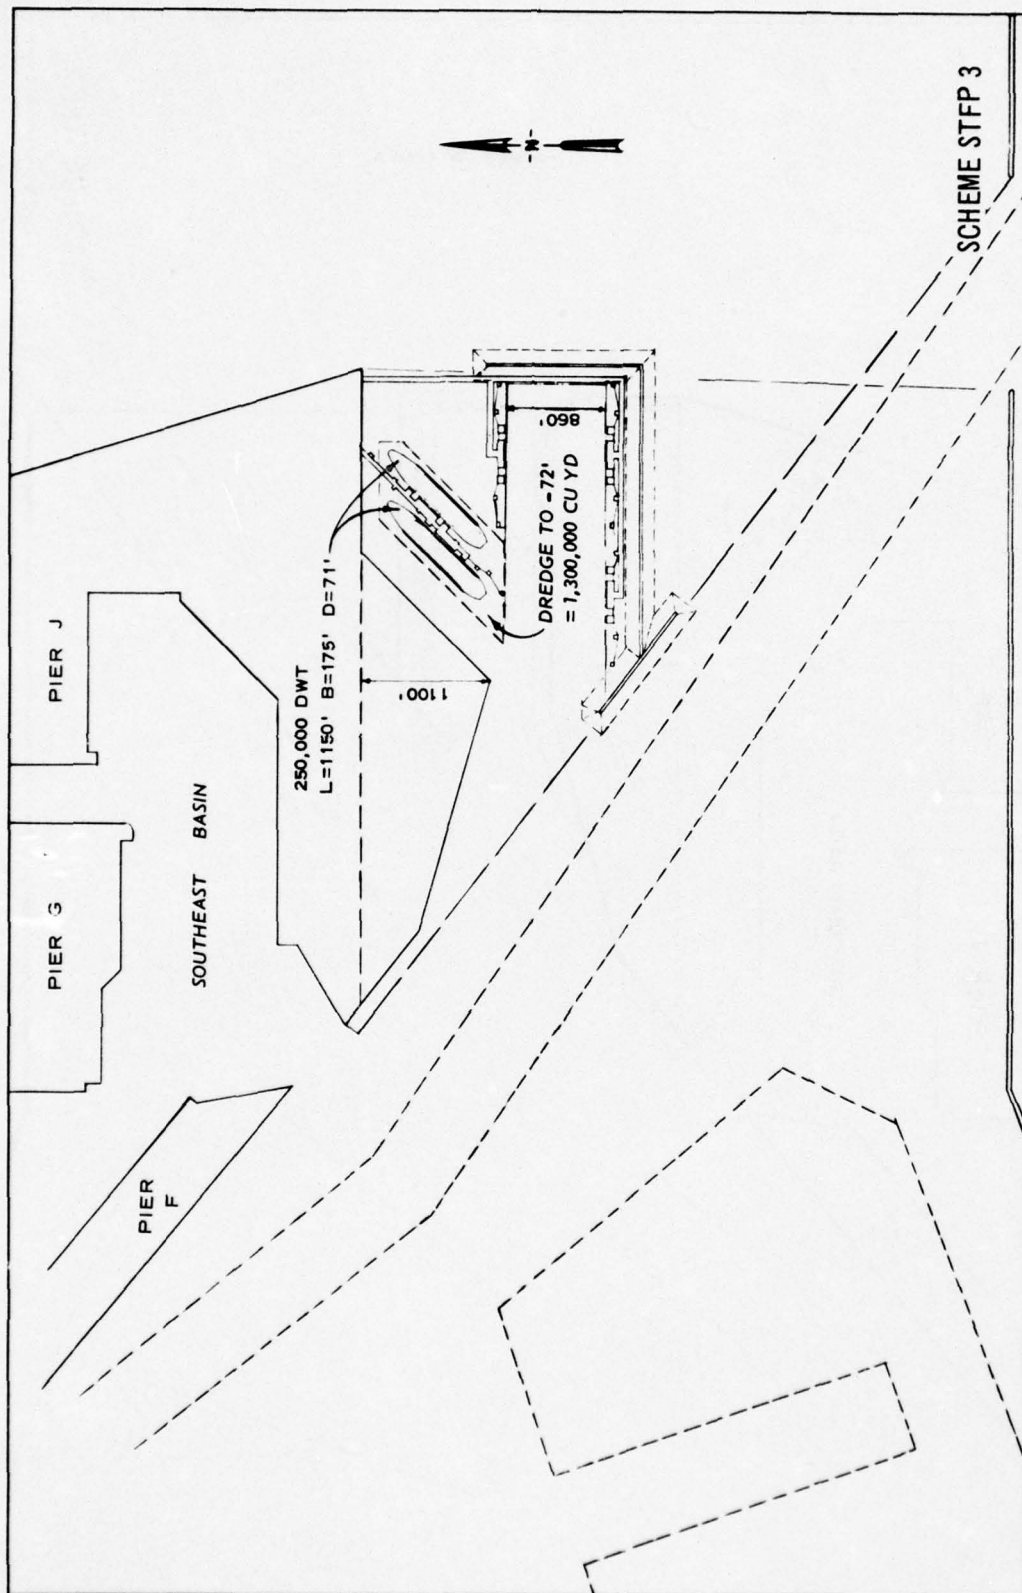 PIER G
PIER J
PIER
F
SOUTHEAST BASIN
250,000 DWT
L=1150' B=175' D=71'
1100'
860'
DREDGE TO -72'
= 1,300,000 CU YD
N
SCHEME STFP 3